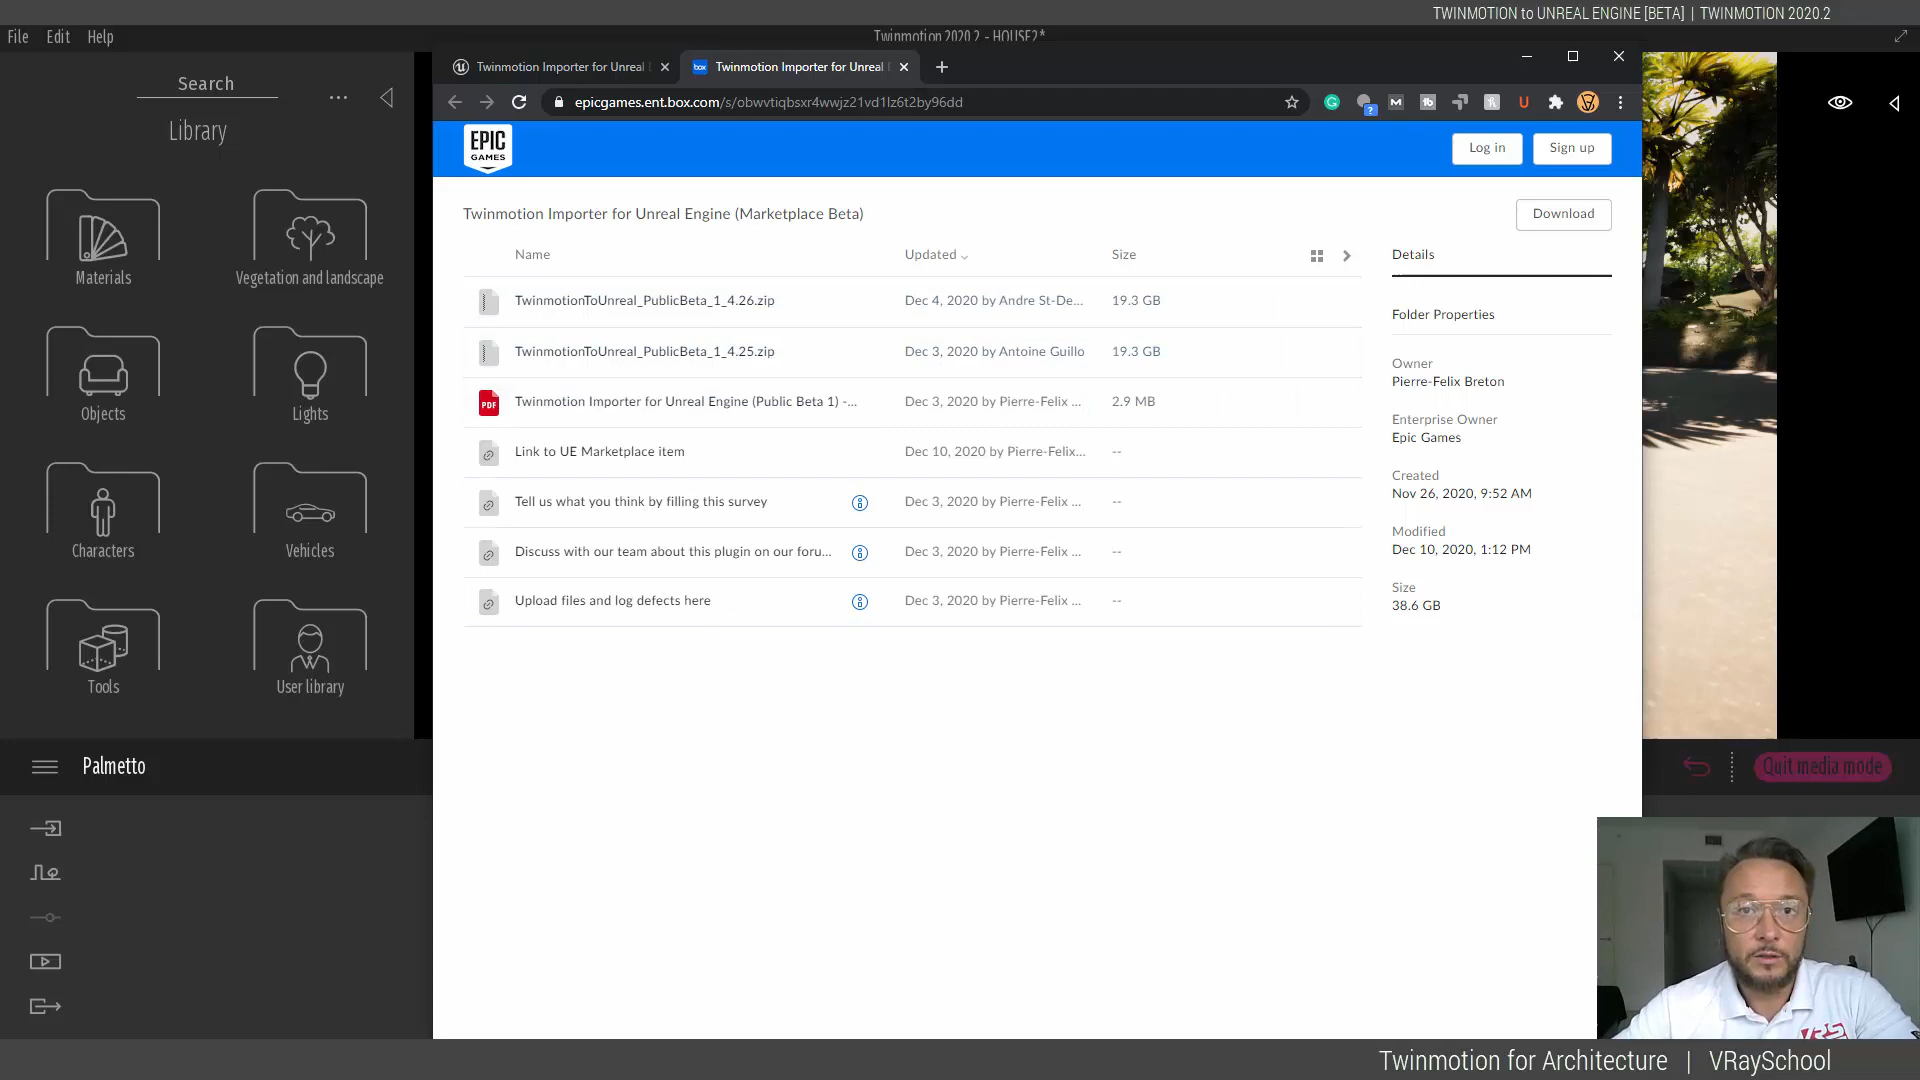 TWINMOTION to UNREAL ENGINE [BETA] | TWINMOTION 2020.2
File Edit Help
Twinmotion 2020.2 - HOUSE2*
Search
Library
Materials
Vegetation and landscape
Objects
Lights
Characters
Vehicles
Tools
User library
Palmetto
Twinmotion Importer for Unreal
Twinmotion Importer for Unreal
epicgames.ent.box.com/s/obwvtiqbsxr4wwjz21vd1lz6t2by96dd
EPIC
GAMES
Log in
Sign up
Twinmotion Importer for Unreal Engine (Marketplace Beta)
Download
Name Updated Size
TwinmotionToUnreal_PublicBeta_1_4.26.zip Dec 4, 2020 by Andre St-De... 19.3 GB
TwinmotionToUnreal_PublicBeta_1_4.25.zip Dec 3, 2020 by Antoine Guillo 19.3 GB
PDF Twinmotion Importer for Unreal Engine (Public Beta 1) -... Dec 3, 2020 by Pierre-Felix ... 2.9 MB
Link to UE Marketplace item Dec 10, 2020 by Pierre-Felix... --
Tell us what you think by filling this survey Dec 3, 2020 by Pierre-Felix ... --
Discuss with our team about this plugin on our foru... Dec 3, 2020 by Pierre-Felix ... --
Upload files and log defects here Dec 3, 2020 by Pierre-Felix ... --
Details
Folder Properties
Owner
Pierre-Felix Breton
Enterprise Owner
Epic Games
Created
Nov 26, 2020, 9:52 AM
Modified
Dec 10, 2020, 1:12 PM
Size
38.6 GB
Quit media mode
Twinmotion for Architecture | VRaySchool